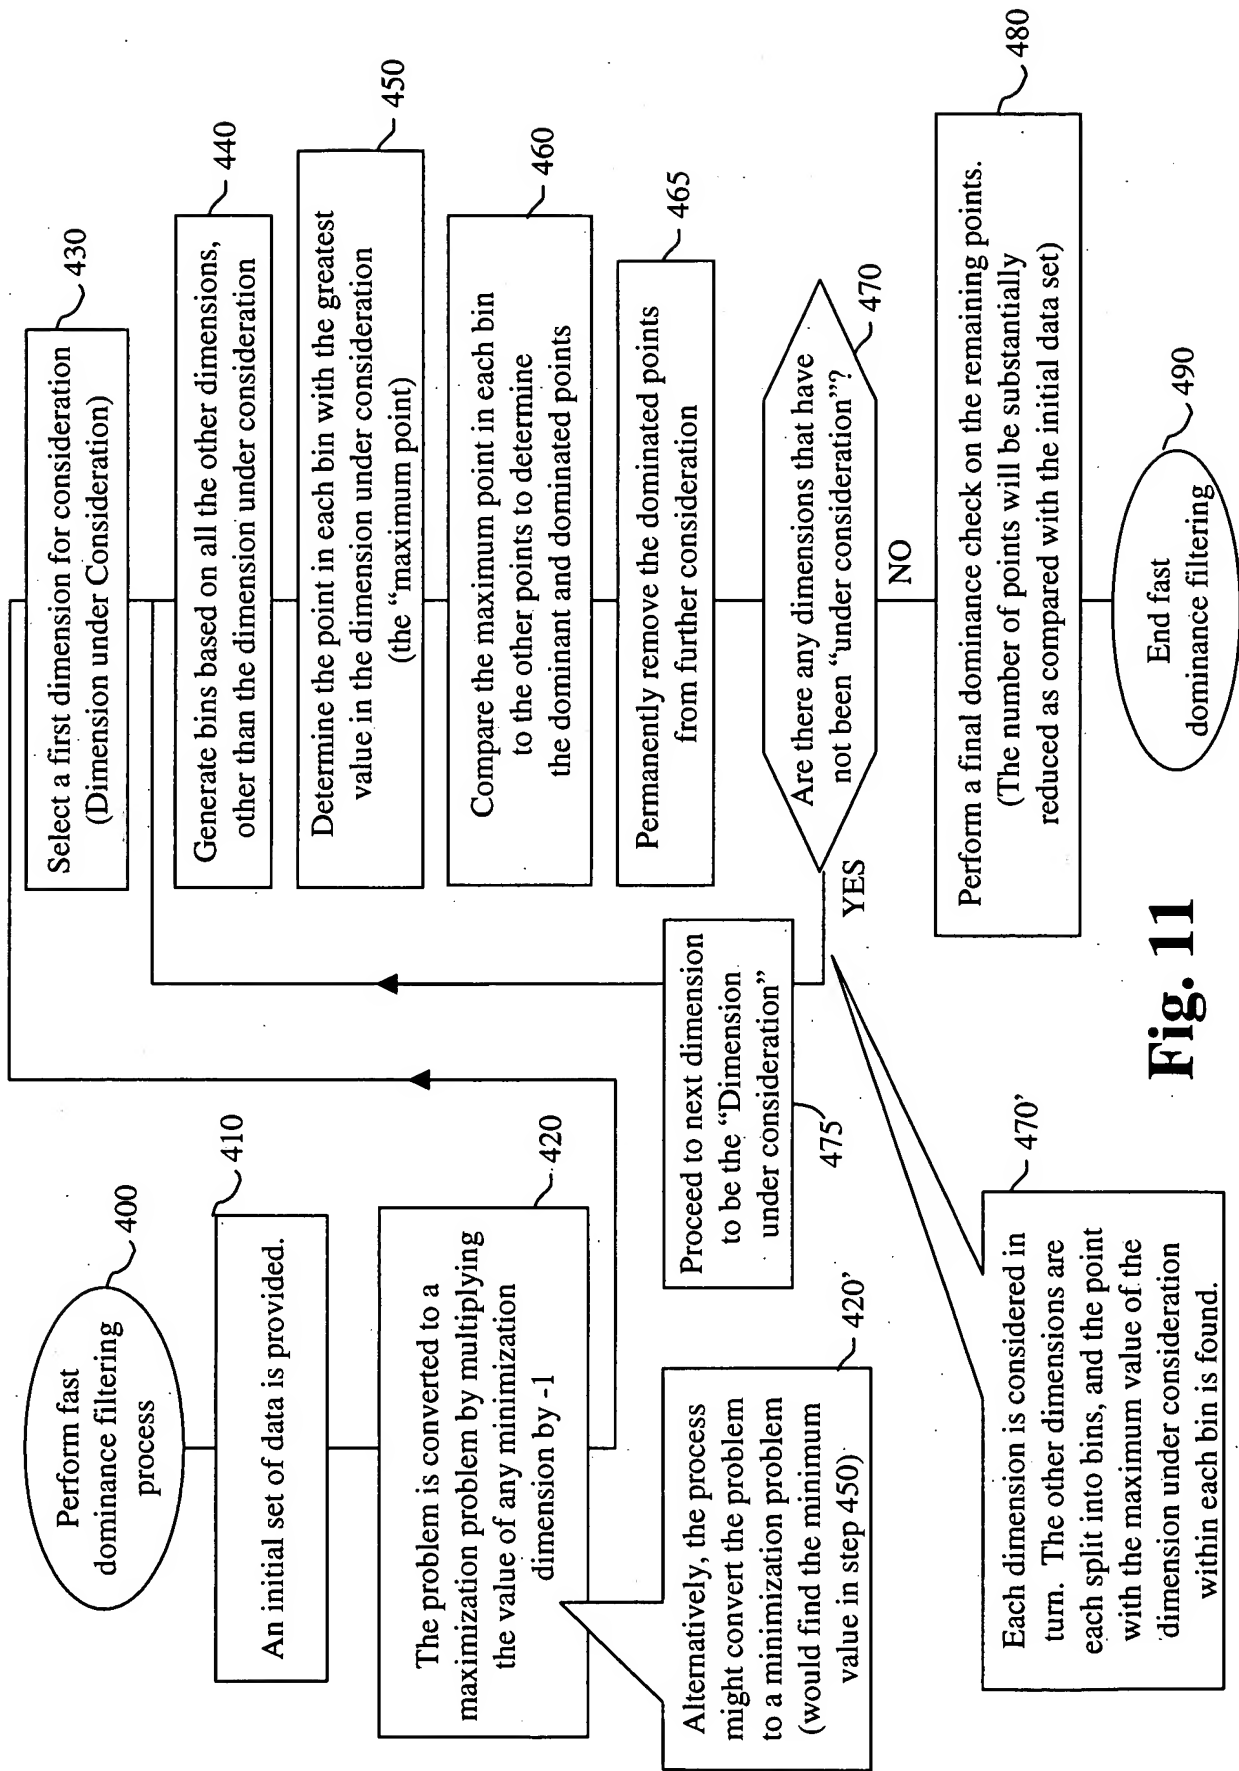 Perform fast
dominance filtering
process
400
An initial set of data is provided.
410
The problem is converted to a
maximization problem by multiplying
the value of any minimization
dimension by -1
420
Alternatively, the process
might convert the problem
to a minimization problem
(would find the minimum
value in step 450)
420’
Select a first dimension for consideration
(Dimension under Consideration)
430
Generate bins based on all the other dimensions,
other than the dimension under consideration
440
Determine the point in each bin with the greatest
value in the dimension under consideration
(the “maximum point)
450
Compare the maximum point in each bin
to the other points to determine
the dominant and dominated points
460
Permanently remove the dominated points
from further consideration
465
Are there any dimensions that have
not been “under consideration”?
470
YES
NO
Proceed to next dimension
to be the “Dimension
under consideration”
475
Each dimension is considered in
turn. The other dimensions are
each split into bins, and the point
with the maximum value of the
dimension under consideration
within each bin is found.
470’
Perform a final dominance check on the remaining points.
(The number of points will be substantially
reduced as compared with the initial data set)
480
End fast
dominance filtering
490
Fig. 11